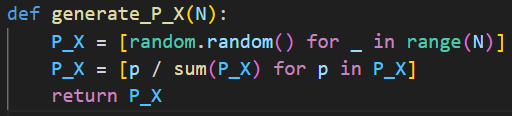 def generate_P_X(N):
    P_X = [random.random() for _ in range(N)]
    P_X = [p / sum(P_X) for p in P_X]
    return P_X